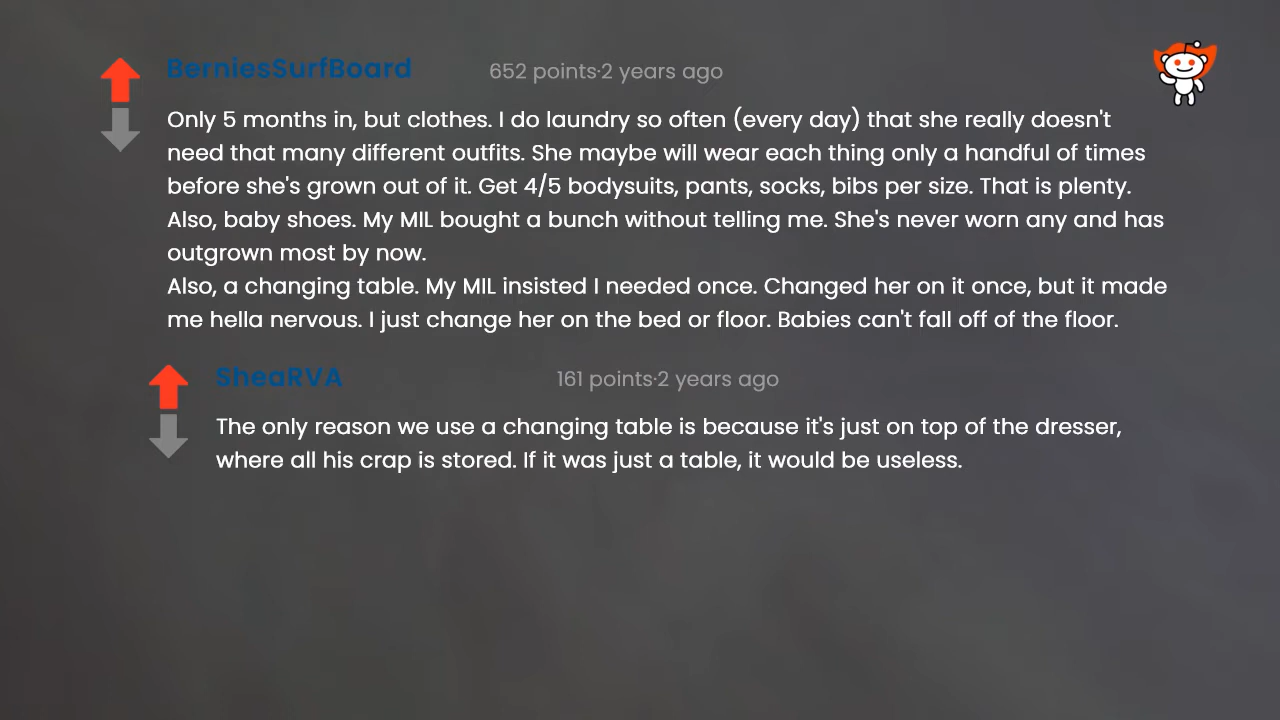 BerniesSurfBoard 652 points·2 years ago
Only 5 months in, but clothes. I do laundry so often (every day) that she really doesn't
need that many different outfits. She maybe will wear each thing only a handful of times
before she's grown out of it. Get 4/5 bodysuits, pants, socks, bibs per size. That is plenty.
Also, baby shoes. My MIL bought a bunch without telling me. She's never worn any and has
outgrown most by now.
Also, a changing table. My MIL insisted I needed once. Changed her on it once, but it made
me hella nervous. I just change her on the bed or floor. Babies can't fall off of the floor.
SheaRVA 161 points·2 years ago
The only reason we use a changing table is because it's just on top of the dresser,
where all his crap is stored. If it was just a table, it would be useless.